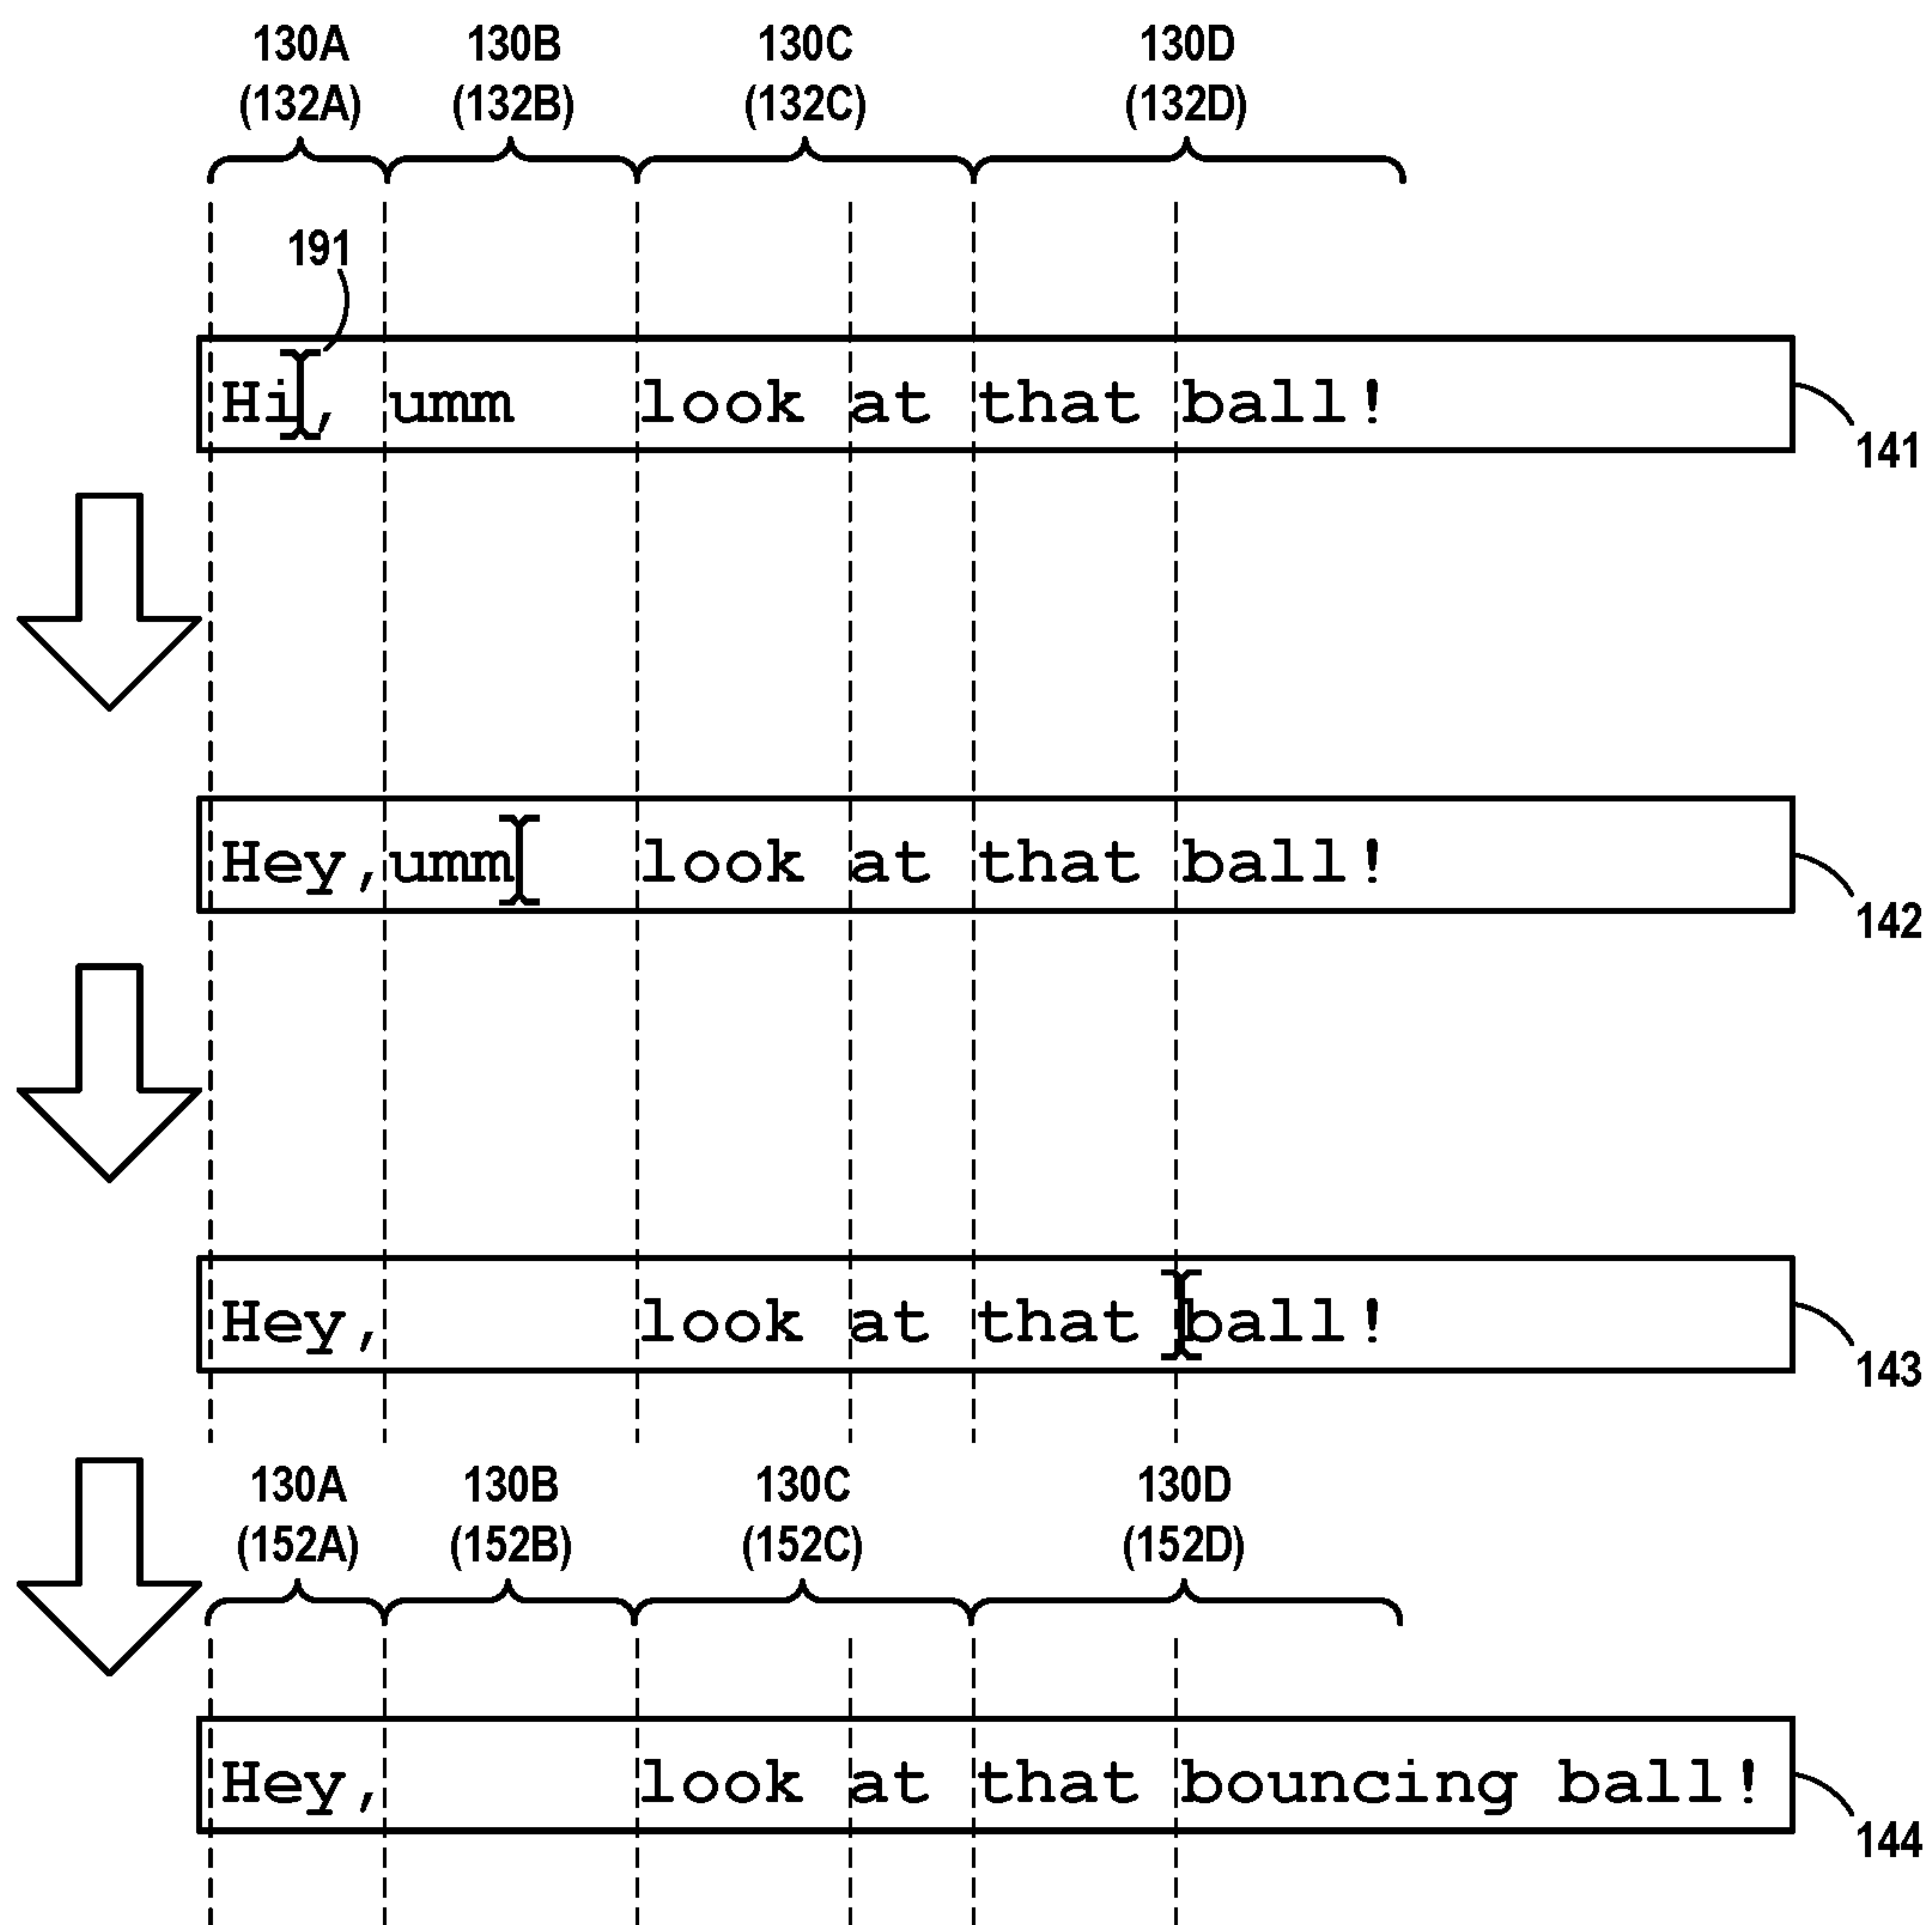 130A 130B 130C 130D
(132A) (132B) (132C) (132D)
191
Hi, umm look at that ball!
141
Hey, umm look at that ball!
142
Hey, look at that ball!
143
130A 130B 130C 130D
(152A) (152B) (152C) (152D)
Hey, look at that bouncing ball!
144